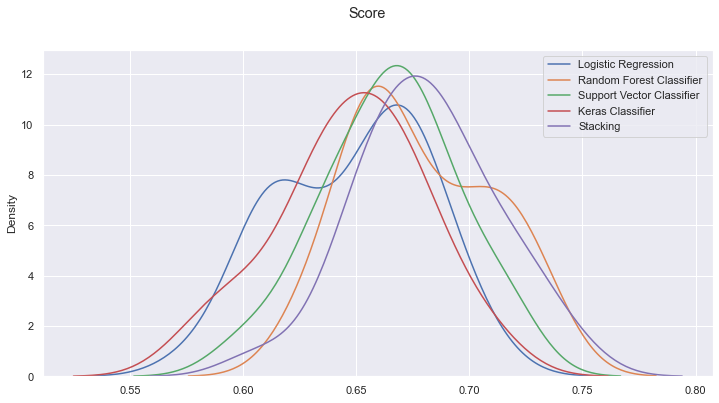 Score
Logistic Regression
Random Forest Classifier
Support Vector Classifier
Keras Classifier
Stacking
Density
12
10
8
6
4
2
0
0.55
0.60
0.65
0.70
0.75
0.80